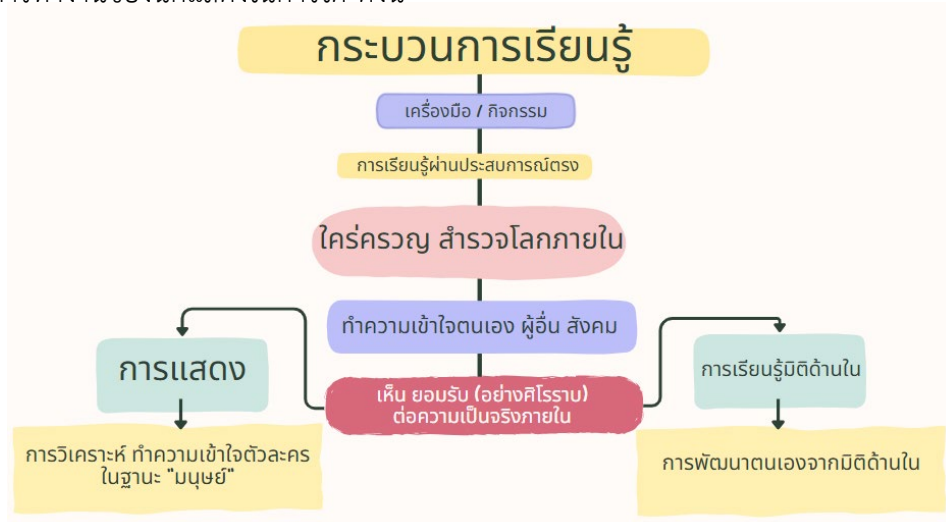 กระบวนการเรียนรู้
เครื่องมือ / กิจกรรม
การเรียนรู้ผ่านประสบการณ์ตรง
ใคร่ครวญ สำรวจโลกภายใน
ทำความเข้าใจตนเอง ผู้อื่น สังคม
เห็น ยอมรับ (อย่างศิโรราบ)
ต่อความเป็นจริงภายใน
การแสดง
การวิเคราะห์ ทำความเข้าใจตัวละคร
ในฐานะ "มนุษย์"
การเรียนรู้มิติด้านใน
การพัฒนาตนเองจากมิติด้านใน